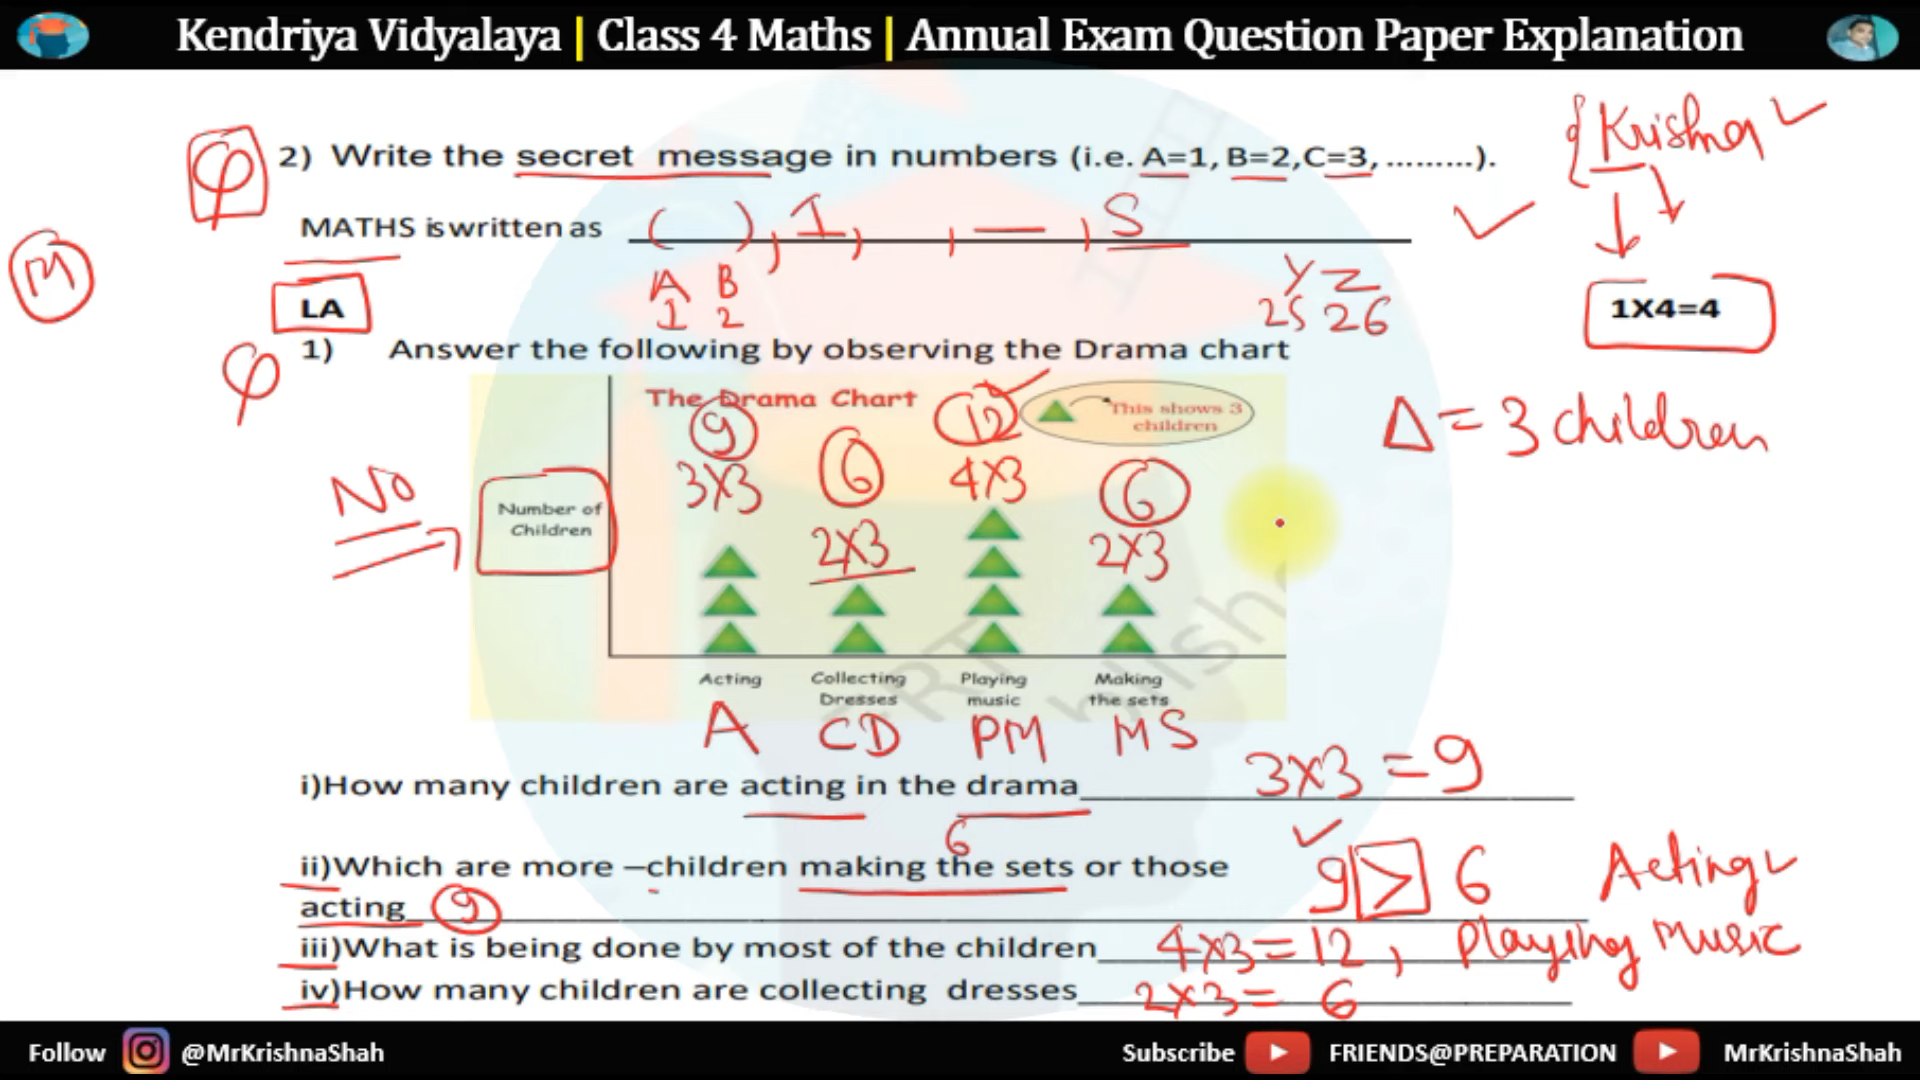 Kendriya Vidyalaya | Class 4 Maths | Annual Exam Question Paper Explanation
Krishna
2) Write the secret message in numbers (i.e. A=1, B=2,C=3, .........).
MATHS is written as ( ), I, , — , S
M
A B
1 2
Y Z
25 26
LA
1X4=4
1) Answer the following by observing the Drama chart
The Drama Chart
This shows 3
children
Δ = 3 children
9 6 12 6
3x3 2x3 4x3 2x3
NO
Number of
Children
Acting
Collecting
Dresses
Playing
music
Making
the sets
A CD PM MS
i)How many children are acting in the drama 3x3 = 9
6
ii)Which are more –children making the sets or those
acting 9
9 > 6 Acting
iii)What is being done by most of the children 4x3 = 12, Playing Music
iv)How many children are collecting dresses 2x3 = 6
Follow @MrKrishnaShah
Subscribe FRIENDS@PREPARATION MrKrishnaShah